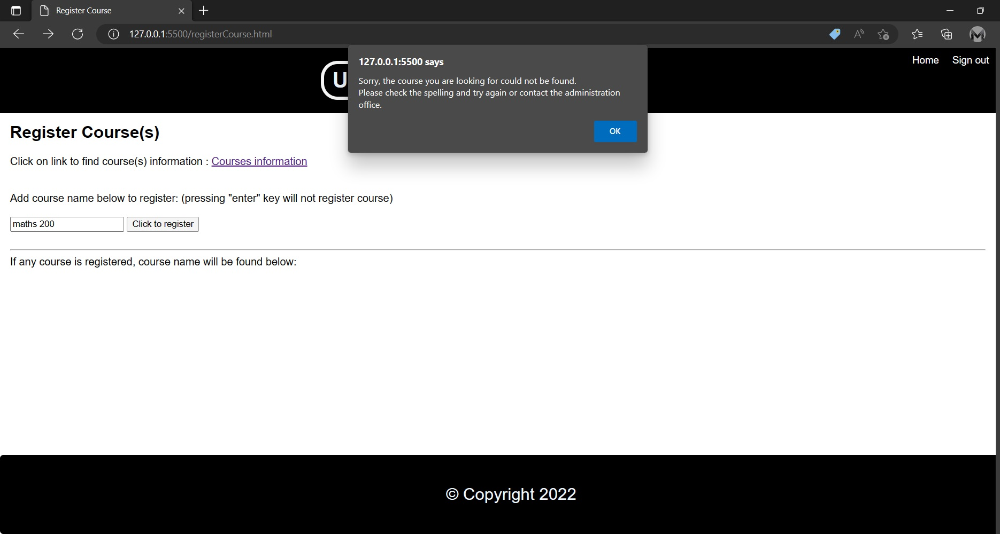 Register Course
127.0.0.1:5500/registerCourse.html
Home Sign out
U
127.0.0.1:5500 says
Sorry, the course you are looking for could not be found.
Please check the spelling and try again or contact the administration
office.
OK
Register Course(s)
Click on link to find course(s) information : Courses information
Add course name below to register: (pressing "enter" key will not register course)
maths 200 Click to register
If any course is registered, course name will be found below:
© Copyright 2022